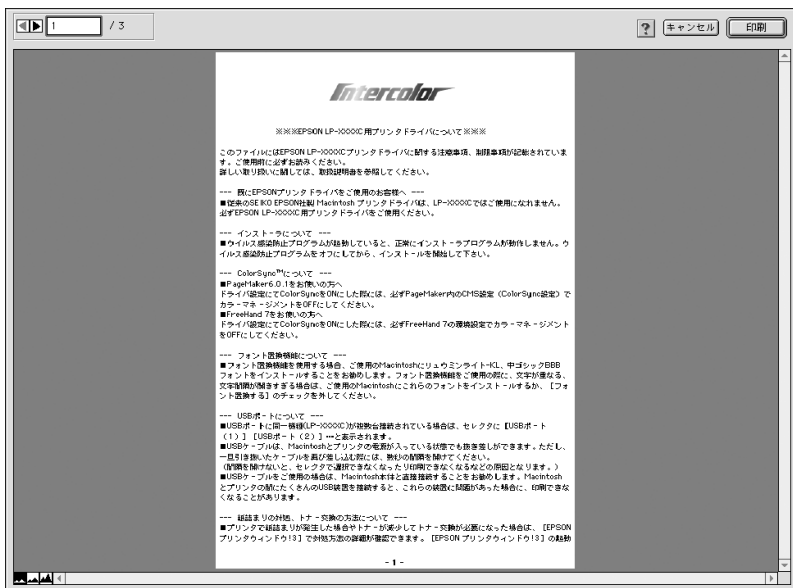 1 / 3
? キャンセル 印刷
Intercolor
※※※EPSON LP-XXXXC用プリンタドライバについて※※※
このファイルにはEPSON LP-XXXXCプリンタドライバに関する注意事項、制限事項が記載されていま
す。ご使用前に必ずお読みください。
詳しい取り扱いに関しては、取扱説明書を参照してください。
--- 既にEPSONプリンタドライバをご使用のお客様へ ---
■従来のSEIKO EPSON社製 Macintosh プリンタドライバは、LP-XXXXCではご使用になれません。
必ずEPSON LP-XXXXC用プリンタドライバをご使用ください。
--- インストーラについて ---
■ウイルス感染防止プログラムが起動していると、正常にインストーラプログラムが動作しません。ウ
イルス感染防止プログラムをオフにしてから、インストールを開始して下さい。
--- ColorSync™について ---
■PageMaker6.0.1をお使いの方へ
ドライバ設定にてColorSyncをONにした際には、必ずPageMaker内のCMS設定（ColorSync設定）で
カラーマネージメントをOFFにしてください。
■FreeHand 7をお使いの方へ
ドライバ設定にてColorSyncをONにした際には、必ずFreeHand 7の環境設定でカラーマネージメント
をOFFにしてください。
--- フォント置換機能について ---
■フォント置換機能を使用する場合、ご使用のMacintoshにリュウミンライト-KL、中ゴシックBBB
フォントをインストールすることをお勧めします。フォント置換機能をご使用の際に、文字が重なる、
文字間隔が開きすぎる場合は、ご使用のMacintoshにこれらのフォントをインストールするか、［フォ
ント置換する］のチェックを外してください。
--- USBポートについて ---
■USBポートに同一機種(LP-XXXXC)が複数台接続されている場合は、セレクタに［USBポート
（1）］［USBポート（2）］…と表示されます。
■USBケーブルは、Macintoshとプリンタの電源が入っている状態でも抜き差しができます。ただし、
一旦引き抜いたケーブルを再び差し込む際には、数秒の間隔を開けてください。
（間隔を開けないと、セレクタで選択できなくなったり印刷できなくなるなどの原因となります。）
■USBケーブルをご使用の場合は、Macintosh本体と直接接続することをお勧めします。Macintosh
とプリンタの間にたくさんのUSB装置を接続すると、これらの装置に問題があった場合に、印刷できな
くなることがあります。
--- 紙詰まりの対処、トナー交換の方法について ---
■プリンタで紙詰まりが発生した場合やトナーが減少してトナー交換が必要になった場合は、［EPSON
プリンタウィンドウ!3］で対処方法の詳細が確認できます。［EPSON プリンタウィンドウ!3］の起動
- 1 -